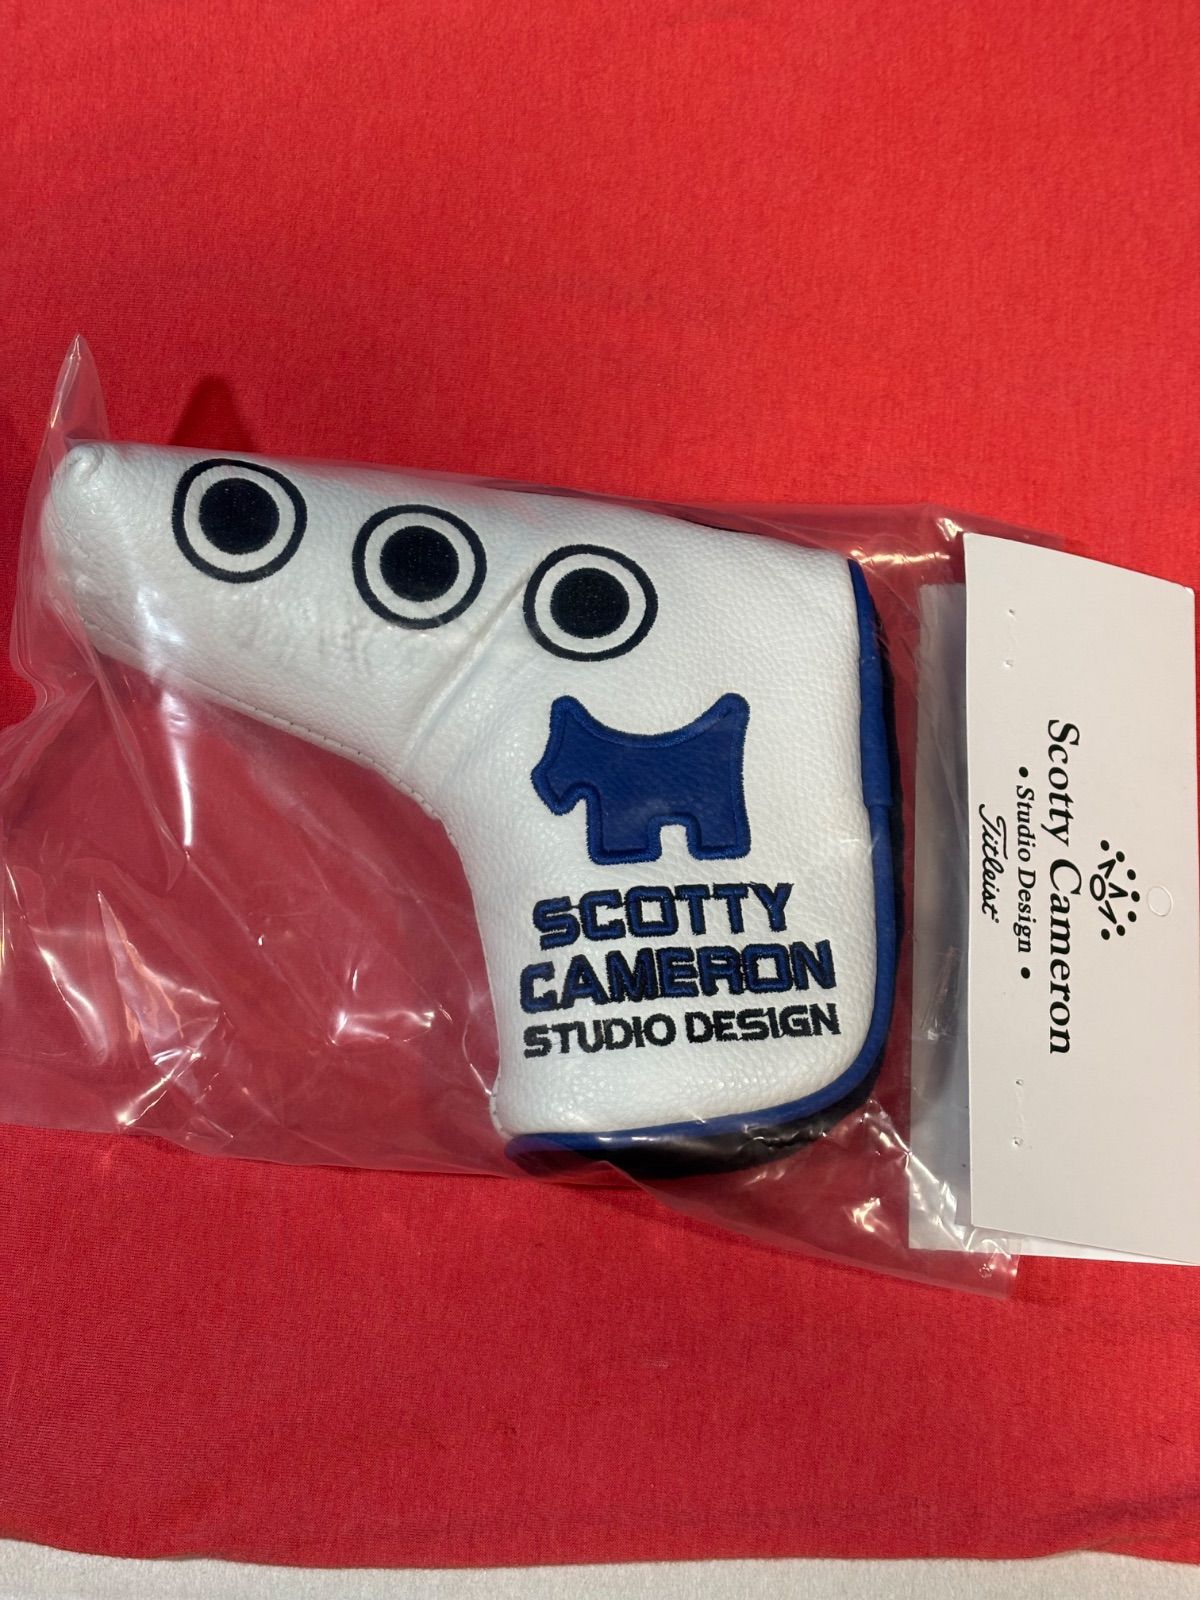 SCOTTY
CAMERON
STUDIO DESIGN
Scotty Cameron
• Studio Design •
Titleist